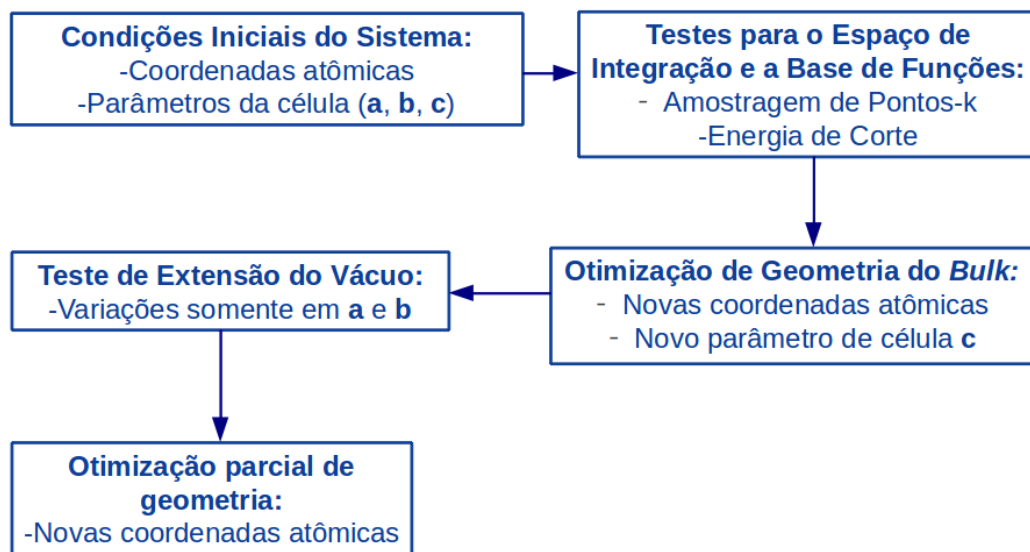 Condições Iniciais do Sistema:
-Coordenadas atômicas
-Parâmetros da célula (a, b, c)
Testes para o Espaço de
Integração e a Base de Funções:
- Amostragem de Pontos-k
-Energia de Corte
Otimização de Geometria do Bulk:
- Novas coordenadas atômicas
- Novo parâmetro de célula c
Teste de Extensão do Vácuo:
-Variações somente em a e b
Otimização parcial de
geometria:
-Novas coordenadas atômicas